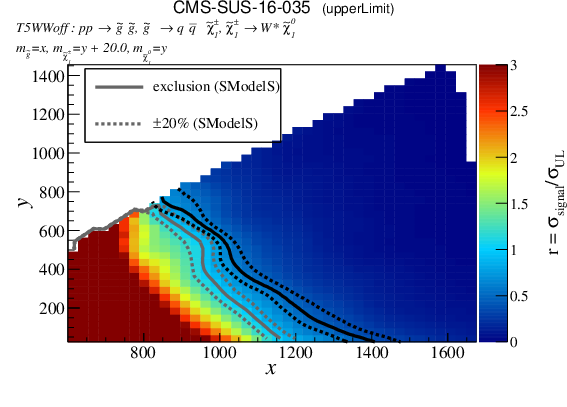 CMS-SUS-16-035 (upperLimit)
T5WWoff : pp → g̃ g̃, g̃ → q q̄ χ̃₁±, χ̃₁± → W* χ̃₁⁰
m_g̃=x, m_χ̃₁±=y + 20.0, m_χ̃₁⁰=y
exclusion (SModelS)
±20% (SModelS)
1400
1200
1000
800
600
400
200
y
800 1000 1200 1400 1600
x
3
2.5
2
1.5
1
0.5
0
r = σ_signal/σ_UL